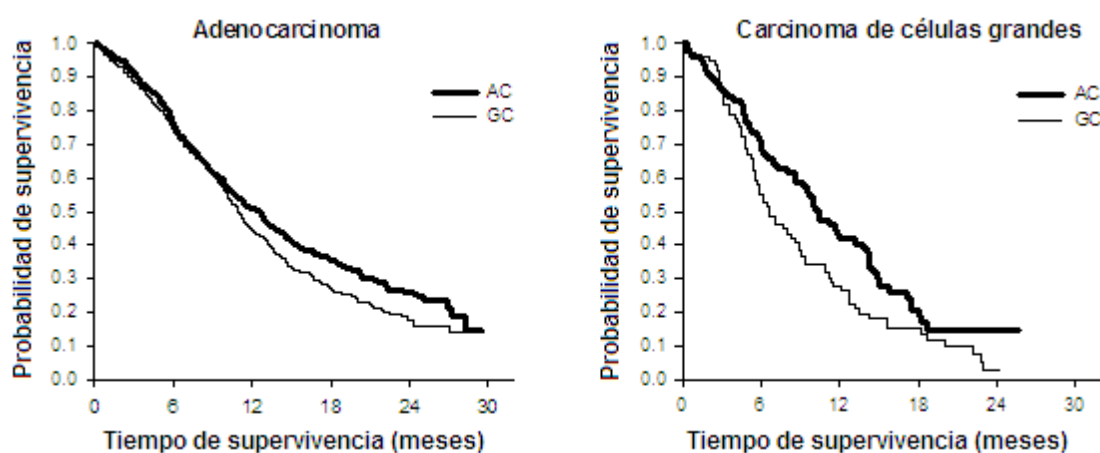 Adenocarcinoma
Probabilidad de supervivencia
1.0
0.9
0.8
0.7
0.6
0.5
0.4
0.3
0.2
0.1
0.0
AC
GC
0 6 12 18 24 30
Tiempo de supervivencia (meses)
Carcinoma de células grandes
Probabilidad de supervivencia
1.0
0.9
0.8
0.7
0.6
0.5
0.4
0.3
0.2
0.1
0.0
AC
GC
0 6 12 18 24 30
Tiempo de supervivencia (meses)